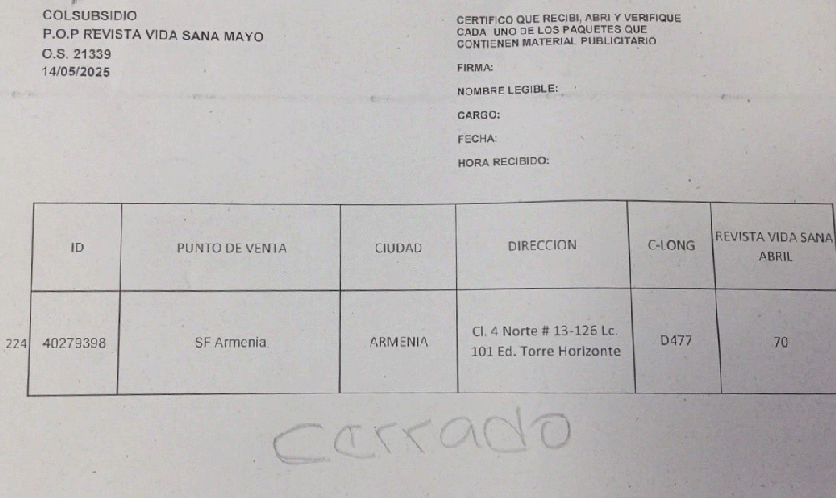 COLSUBSIDIO
P.O.P REVISTA VIDA SANA MAYO
O.S. 21339
14/05/2025
CERTIFICO QUE RECIBI, ABRI Y VERIFIQUE
CADA UNO DE LOS PAQUETES QUE
CONTIENEN MATERIAL PUBLICITARIO
FIRMA:
NOMBRE LEGIBLE:
CARGO:
FECHA:
HORA RECIBIDO:
ID
PUNTO DE VENTA
CIUDAD
DIRECCION
C-LONG
REVISTA VIDA SANA
ABRIL
224
40279398
SF Armenia
ARMENIA
Cl. 4 Norte # 13-126 Lc.
101 Ed. Torre Horizonte
D477
70
cerrado